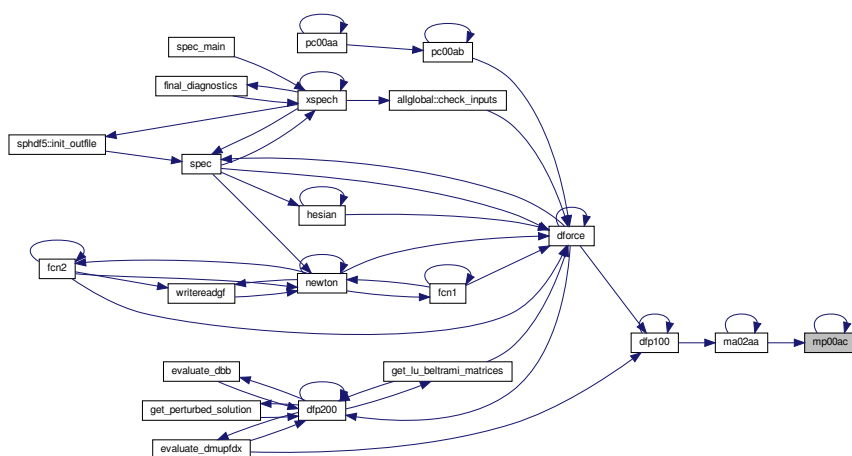 pc00aa
spec_main
pc00ab
final_diagnostics
xspech
allglobal::check_inputs
sphdf5::init_outfile
spec
hesian
dforce
fcn2
newton
writereadgf
fcn1
dfp100
ma02aa
mp00ac
evaluate_dbb
get_lu_beltrami_matrices
get_perturbed_solution
dfp200
evaluate_dmupfdx